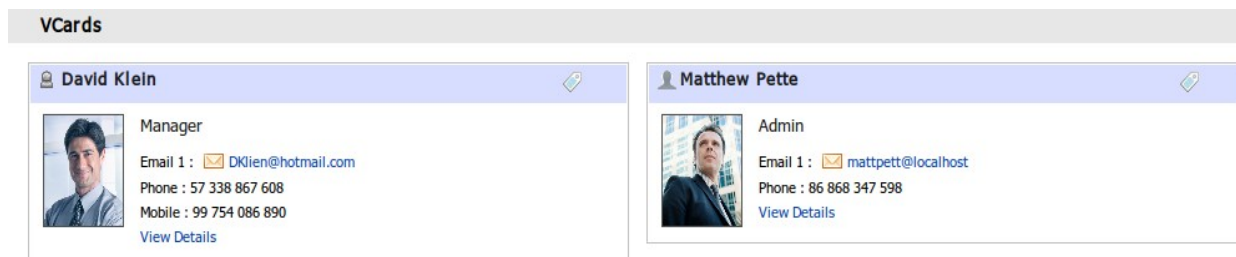 VCards
David Klein
Manager
Email 1 : DKlien@hotmail.com
Phone : 57 338 867 608
Mobile : 99 754 086 890
View Details
Matthew Pette
Admin
Email 1 : mattpett@localhost
Phone : 86 868 347 598
View Details